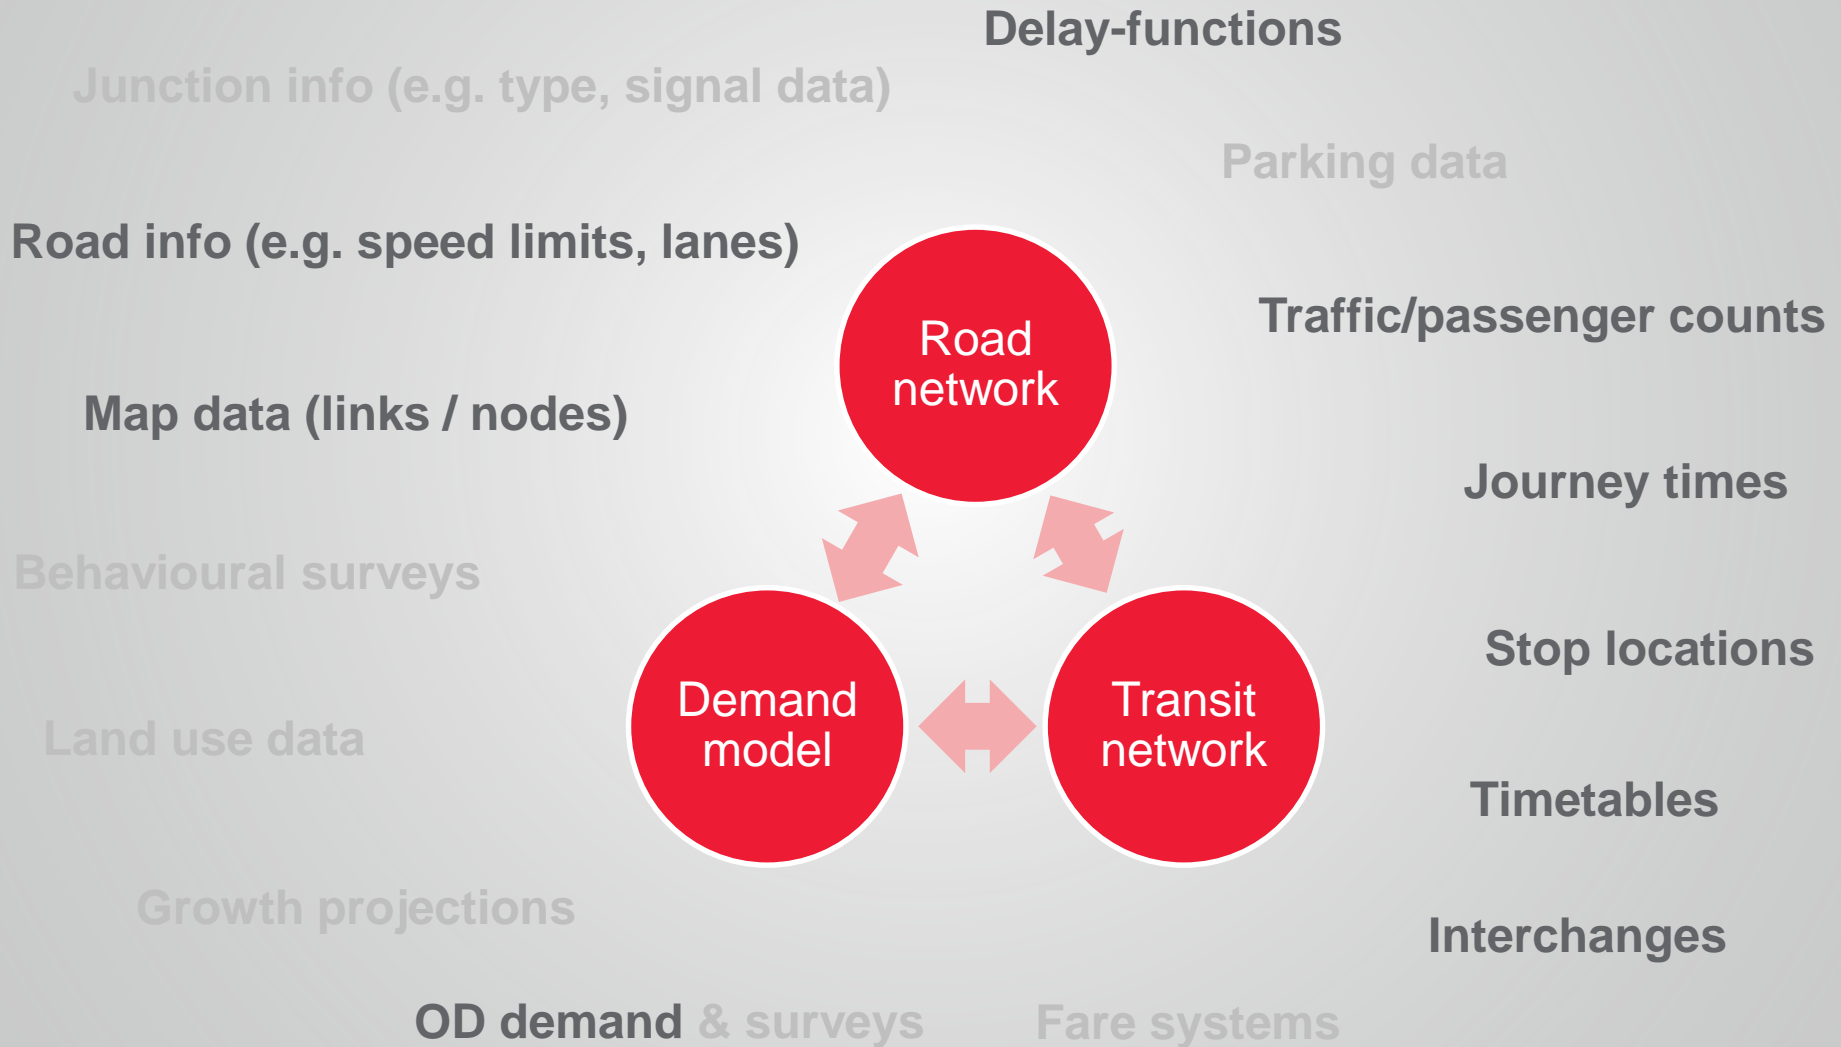 Delay-functions
Junction info (e.g. type, signal data)
Parking data
Road info (e.g. speed limits, lanes)
Traffic/passenger counts
Road
network
Map data (links / nodes)
Journey times
Behavioural surveys
Stop locations
Demand
model
Transit
network
Land use data
Timetables
Growth projections
Interchanges
OD demand & surveys
Fare systems